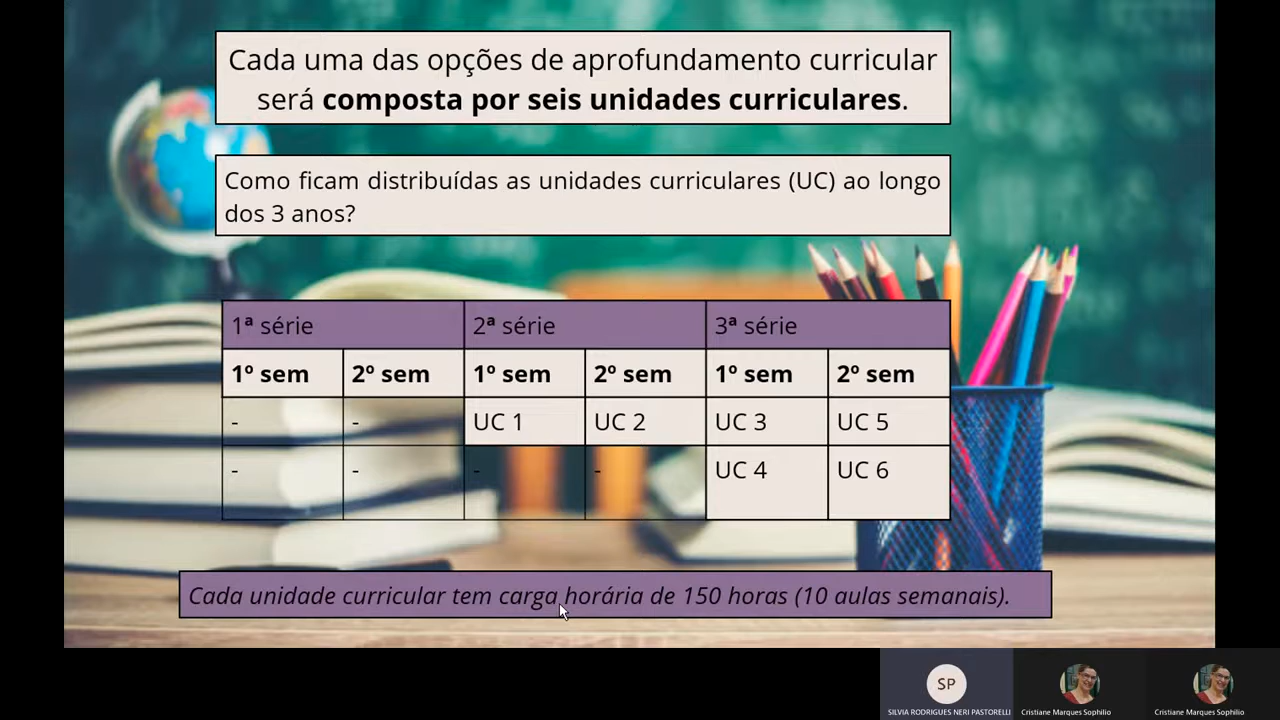 Cada uma das opções de aprofundamento curricular
será composta por seis unidades curriculares.
Como ficam distribuídas as unidades curriculares (UC) ao longo
dos 3 anos?
1ª série 2ª série 3ª série
1º sem 2º sem 1º sem 2º sem 1º sem 2º sem
- - UC 1 UC 2 UC 3 UC 5
- - - - UC 4 UC 6
Cada unidade curricular tem carga horária de 150 horas (10 aulas semanais).
SP
SILVIA RODRIGUES NERI PASTORELLI Cristiane Marques Sophilio Cristiane Marques Sophilio